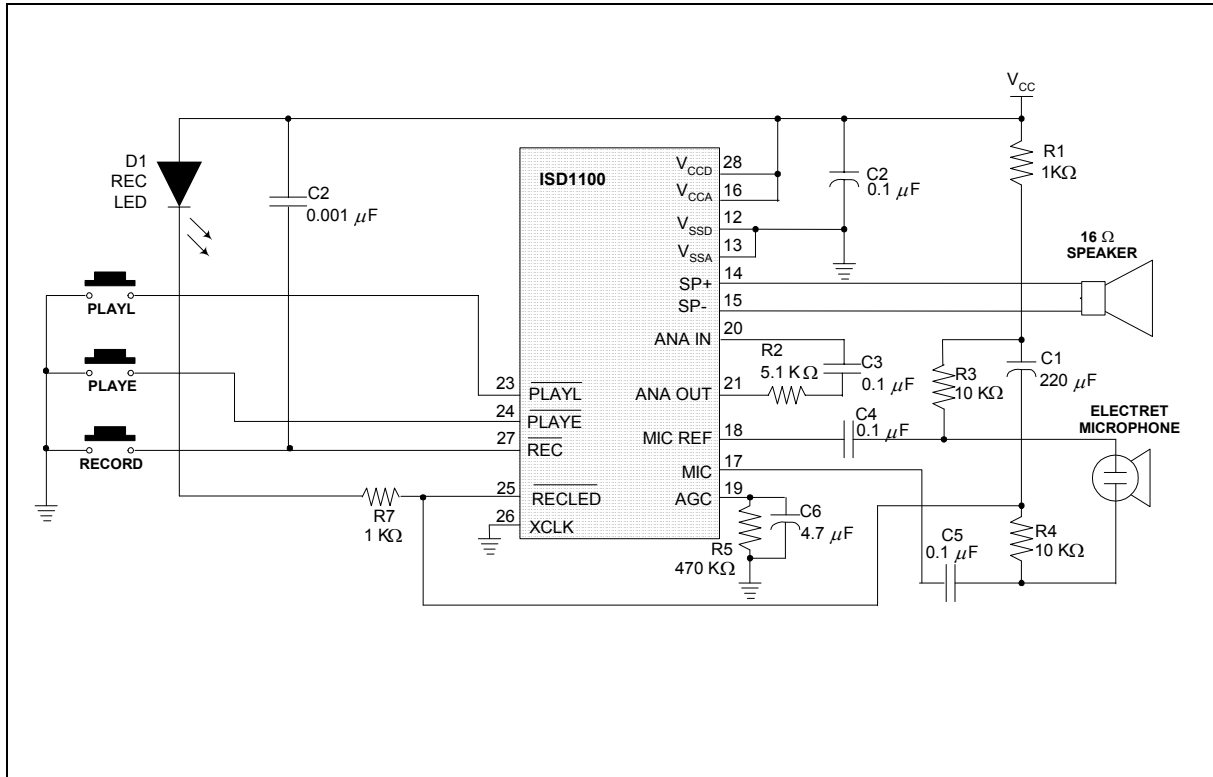 V_CC
D1
REC
LED
C2
0.001 µF
ISD1100
V_CCD 28
V_CCA 16
V_SSD 12
V_SSA 13
SP+ 14
SP- 15
ANA IN 20
ANA OUT 21
MIC REF 18
MIC 17
AGC 19
C2
0.1 µF
R1
1KΩ
16 Ω
SPEAKER
PLAYL
PLAYE
RECORD
23 PLAYL
24 PLAYE
27 REC
25 RECLED
26 XCLK
R2
5.1 KΩ
C3
0.1 µF
R3
10 KΩ
C1
220 µF
C4
0.1 µF
ELECTRET
MICROPHONE
R7
1 KΩ
C6
4.7 µF
R5
470 KΩ
C5
0.1 µF
R4
10 KΩ